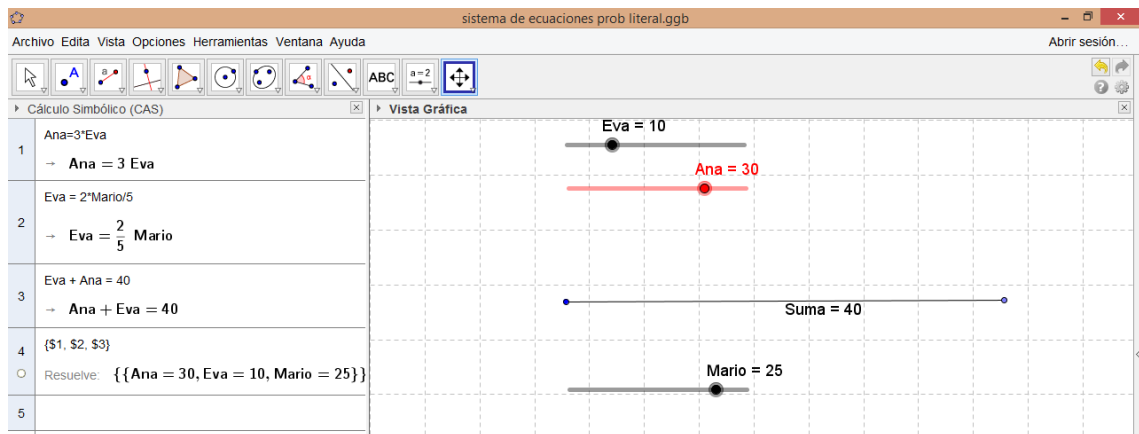 sistema de ecuaciones prob literal.ggb
Archivo Edita Vista Opciones Herramientas Ventana Ayuda
Abrir sesión...
A
a
α
ABC
a = 2
Cálculo Simbólico (CAS)
Vista Gráfica
1
Ana=3*Eva
→ Ana = 3 Eva
2
Eva = 2*Mario/5
→ Eva = 2/5 Mario
3
Eva + Ana = 40
→ Ana + Eva = 40
4
{$1, $2, $3}
Resuelve: {{Ana = 30, Eva = 10, Mario = 25}}
5
Eva = 10
Ana = 30
Suma = 40
Mario = 25